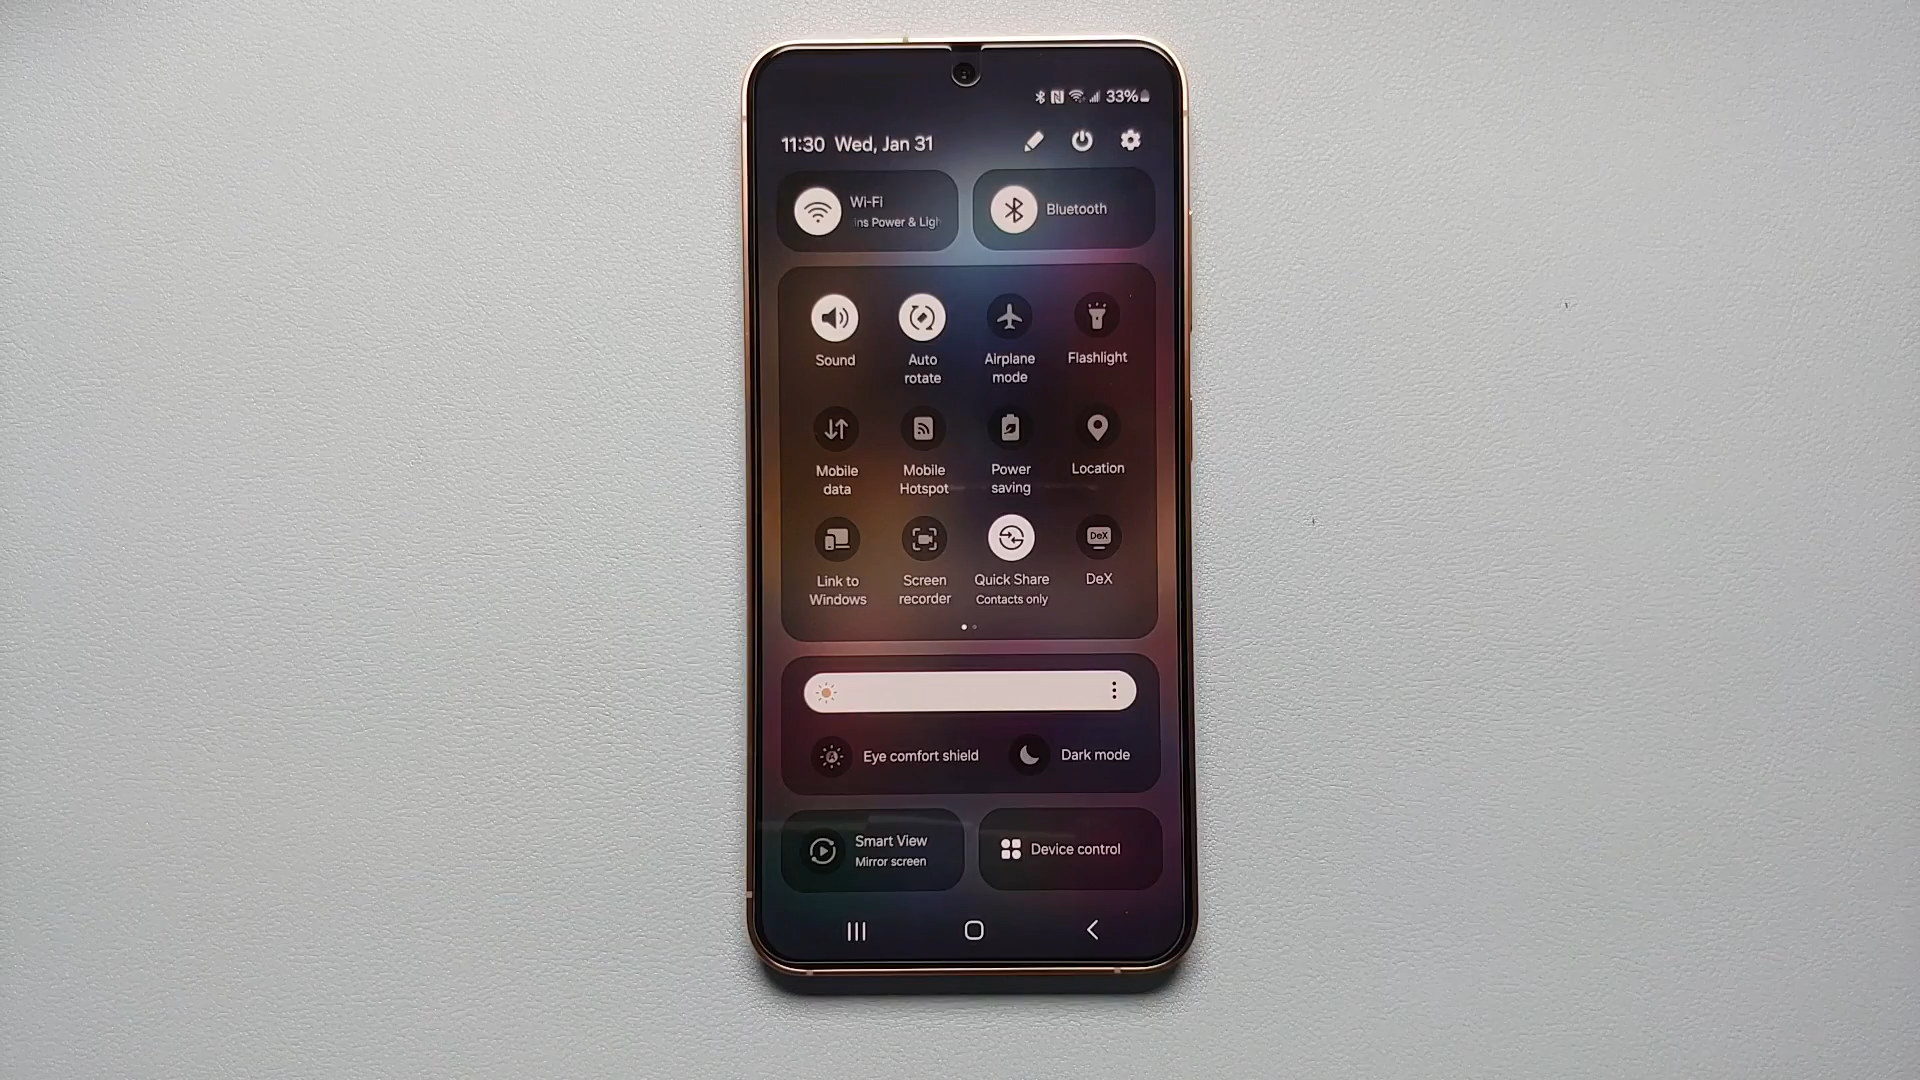 33%
11:30 Wed, Jan 31
Wi-Fi
ins Power & Ligh
Bluetooth
Sound
Auto
rotate
Airplane
mode
Flashlight
Mobile
data
Mobile
Hotspot
Power
saving
Location
Link to
Windows
Screen
recorder
Quick Share
Contacts only
DeX
DeX
Eye comfort shield
Dark mode
Smart View
Mirror screen
Device control